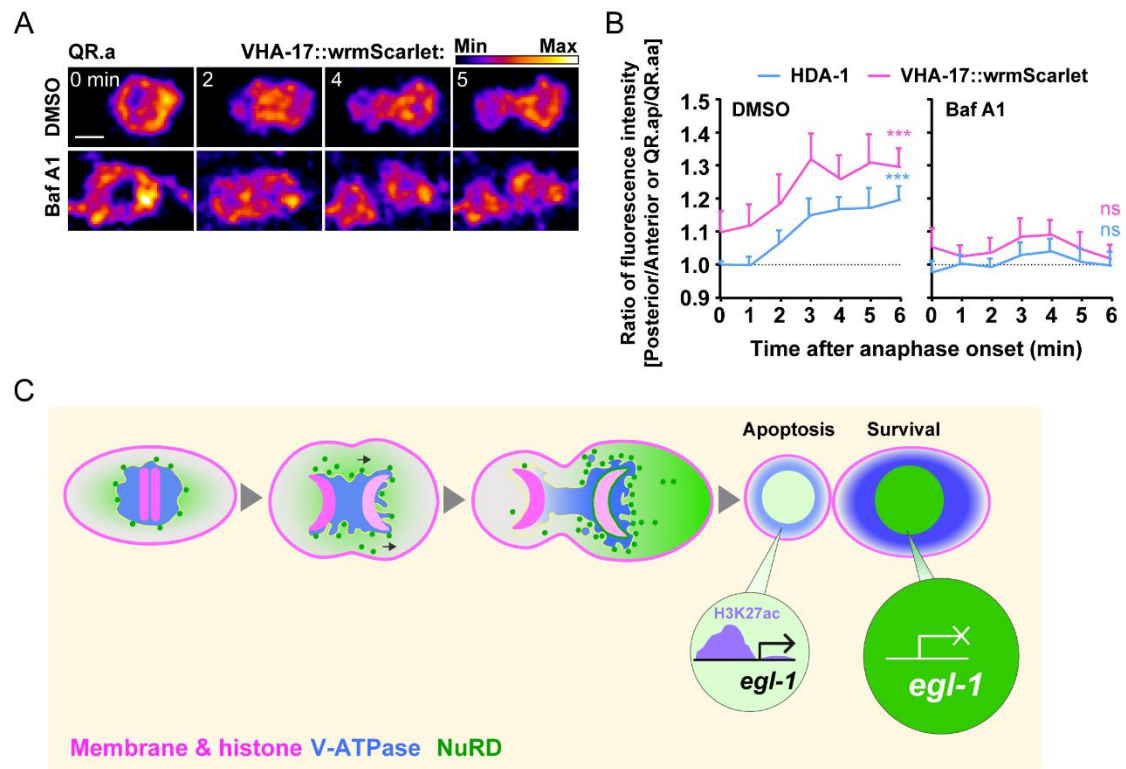 A
QR.a VHA-17::wrmScarlet: Min Max
0 min 2 4 5
DMSO
Baf A1
B
HDA-1 VHA-17::wrmScarlet
Ratio of fluorescence intensity
[Posterior/Anterior or QR.ap/QR.aa]
DMSO Baf A1
1.5
1.4
1.3
1.2
1.1
1.0
0.9
***
***
ns
ns
0 1 2 3 4 5 6 0 1 2 3 4 5 6
Time after anaphase onset (min)
C
Apoptosis Survival
H3K27ac
egl-1
egl-1
Membrane & histone V-ATPase NuRD